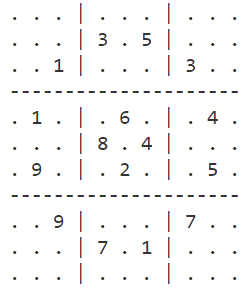 . . . | . . . | . . .
. . . | 3 . 5 | . . .
. . 1 | . . . | 3 . .
-----------------------
. 1 . | . 6 . | . 4 .
. . . | 8 . 4 | . . .
. 9 . | . 2 . | . 5 .
-----------------------
. . 9 | . . . | 7 . .
. . . | 7 . 1 | . . .
. . . | . . . | . . .